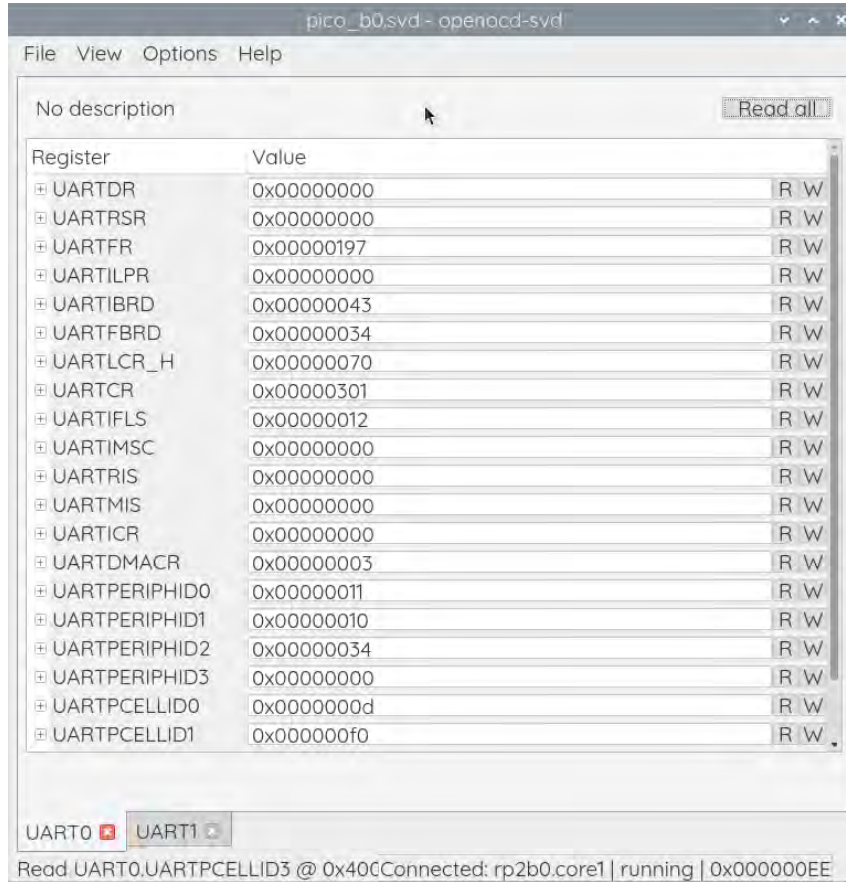 pico_b0.svd - openocd-svd
File View Options Help
No description Read all
Register Value
UARTDR 0x00000000 R W
UARTRSR 0x00000000 R W
UARTFR 0x00000197 R W
UARTILPR 0x00000000 R W
UARTIBRD 0x00000043 R W
UARTFBRD 0x00000034 R W
UARTLCR_H 0x00000070 R W
UARTCR 0x00000301 R W
UARTIFLS 0x00000012 R W
UARTIMSC 0x00000000 R W
UARTRIS 0x00000000 R W
UARTMIS 0x00000000 R W
UARTICR 0x00000000 R W
UARTDMACR 0x00000003 R W
UARTPERIPHID0 0x00000011 R W
UARTPERIPHID1 0x00000010 R W
UARTPERIPHID2 0x00000034 R W
UARTPERIPHID3 0x00000000 R W
UARTPCELLID0 0x0000000d R W
UARTPCELLID1 0x000000f0 R W
UART0 UART1
Read UART0.UARTPCELLID3 @ 0x400Connected: rp2b0.core1 | running | 0x000000EE